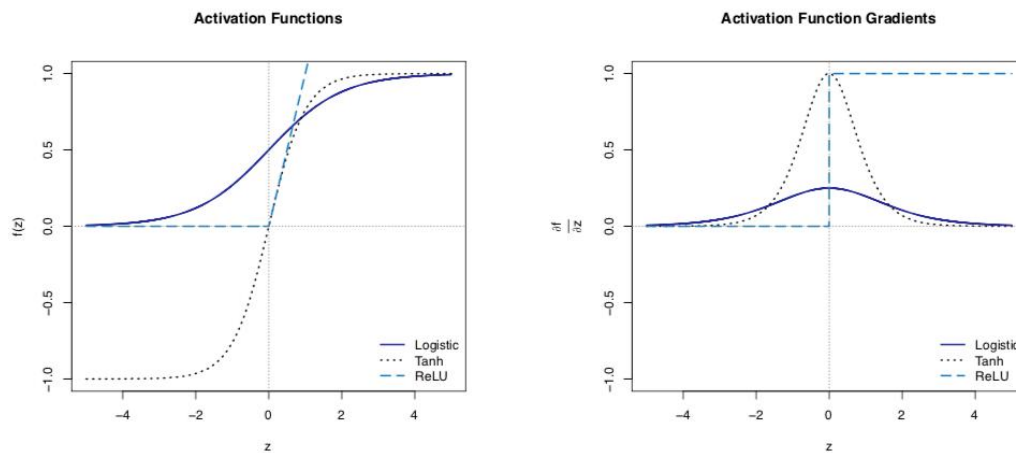 Activation Functions
f(z)
1.0
0.5
0.0
−0.5
−1.0
−4 −2 0 2 4
z
Logistic
Tanh
ReLU
Activation Function Gradients
∂f
∂z
1.0
0.5
0.0
−0.5
−1.0
−4 −2 0 2 4
z
Logistic
Tanh
ReLU